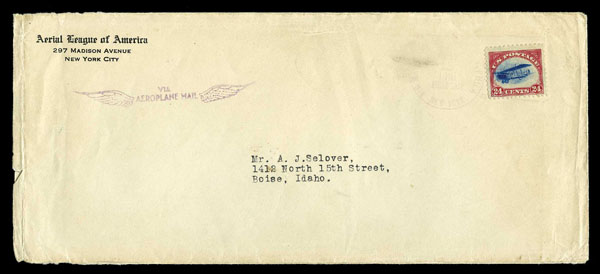 Aerial League of America
297 MADISON AVENUE
NEW YORK CITY
VIA
AEROPLANE MAIL
U.S. POSTAGE
24 CENTS 24
Mr. A. J. Selover,
1412 North 15th Street,
Boise, Idaho.